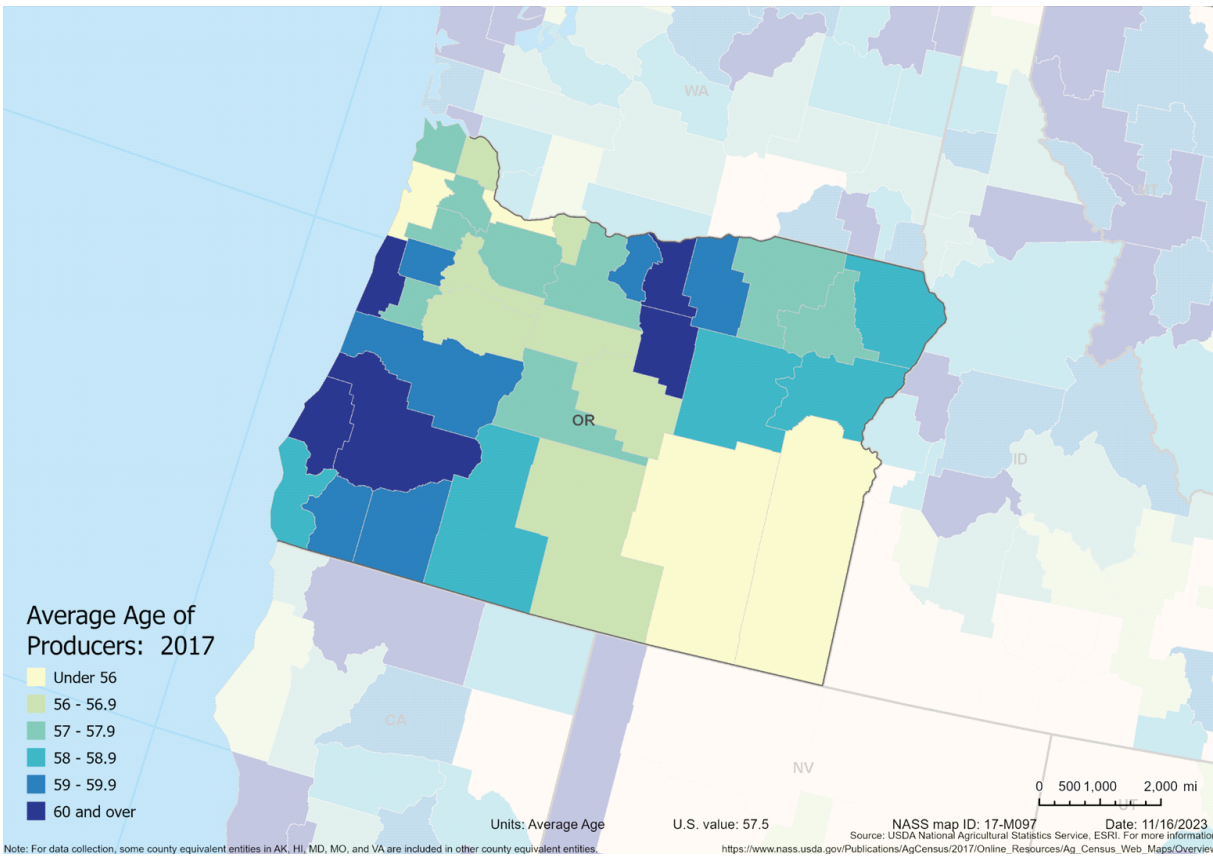 WA
MT
OR
ID
Average Age of
Producers: 2017
Under 56
56 - 56.9
57 - 57.9
58 - 58.9
59 - 59.9
60 and over
CA
NV
UT
0 500 1,000 2,000 mi
Units: Average Age U.S. value: 57.5 NASS map ID: 17-M097 Date: 11/16/2023
Source: USDA National Agricultural Statistics Service, ESRI. For more informatio
Note: For data collection, some county equivalent entities in AK, HI, MD, MO, and VA are included in other county equivalent entities.
https://www.nass.usda.gov/Publications/AgCensus/2017/Online_Resources/Ag_Census_Web_Maps/Overview